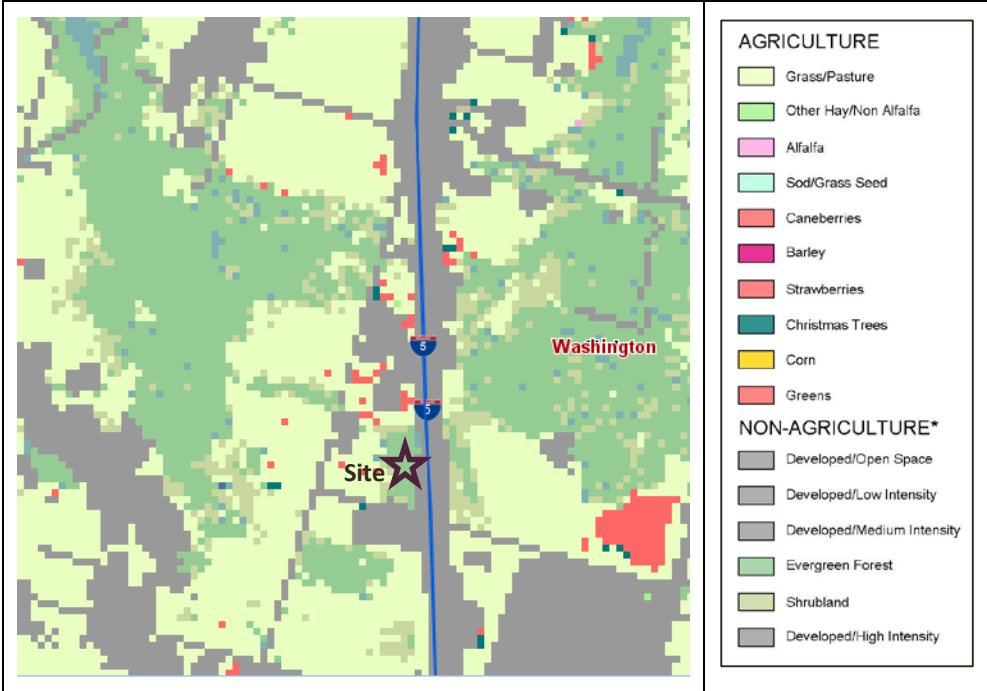 5
Washington
5
Site
AGRICULTURE
Grass/Pasture
Other Hay/Non Alfalfa
Alfalfa
Sod/Grass Seed
Caneberries
Barley
Strawberries
Christmas Trees
Corn
Greens
NON-AGRICULTURE*
Developed/Open Space
Developed/Low Intensity
Developed/Medium Intensity
Evergreen Forest
Shrubland
Developed/High Intensity